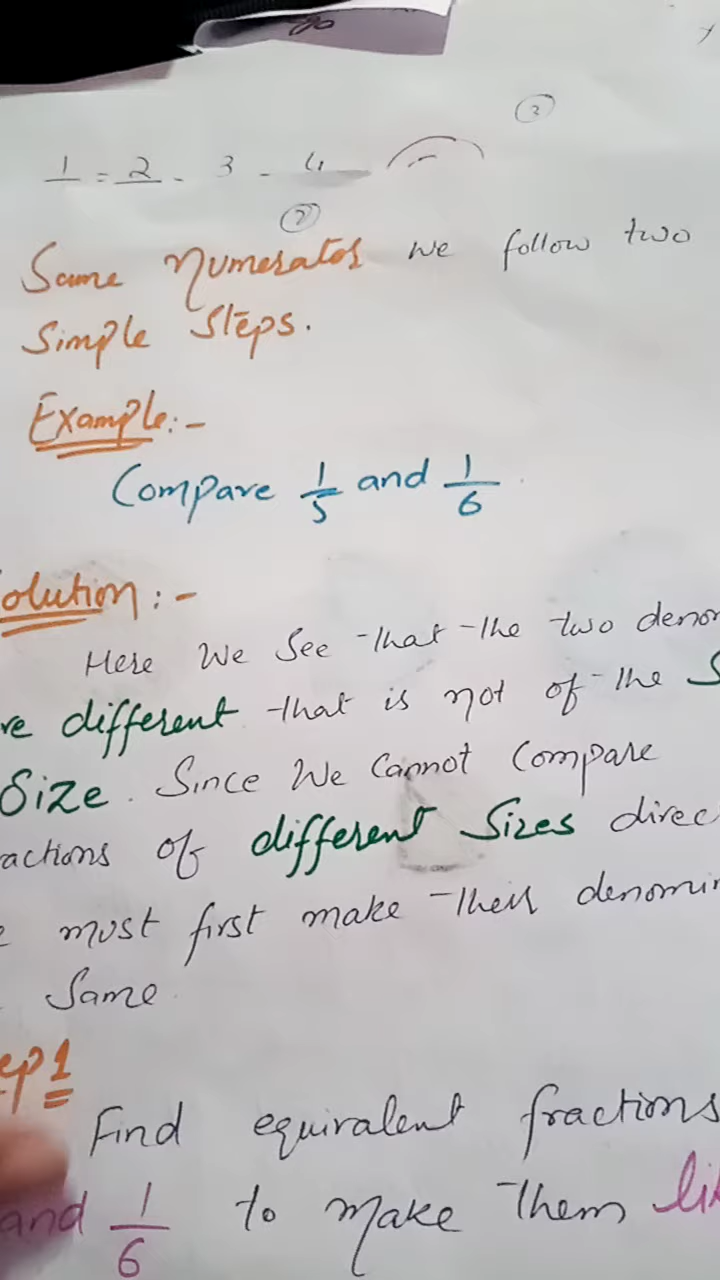 1 = 2 - 3 - 4
Same Numerator we follow two
Simple Steps.
Example:-
Compare 1/5 and 1/6
olution:-
Here We See that the two denom
re different that is not of the S
Size. Since We Cannot Compare
actions of different Sizes direc
e must first make their denomin
Same
ep 1
Find equivalent fractions
and 1/6 to make them li